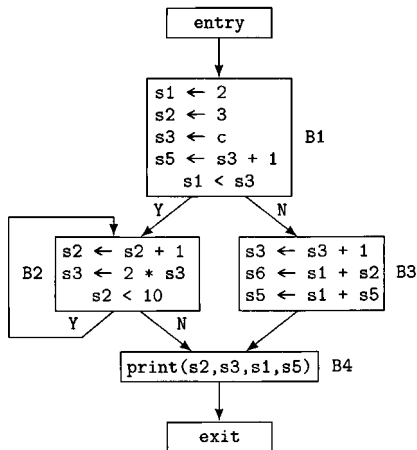 entry
s1 ← 2
s2 ← 3
s3 ← c
s5 ← s3 + 1
s1 < s3
B1
Y
N
B2
s2 ← s2 + 1
s3 ← 2 * s3
s2 < 10
s3 ← s3 + 1
s6 ← s1 + s2
s5 ← s1 + s5
B3
Y
N
print(s2,s3,s1,s5)
B4
exit